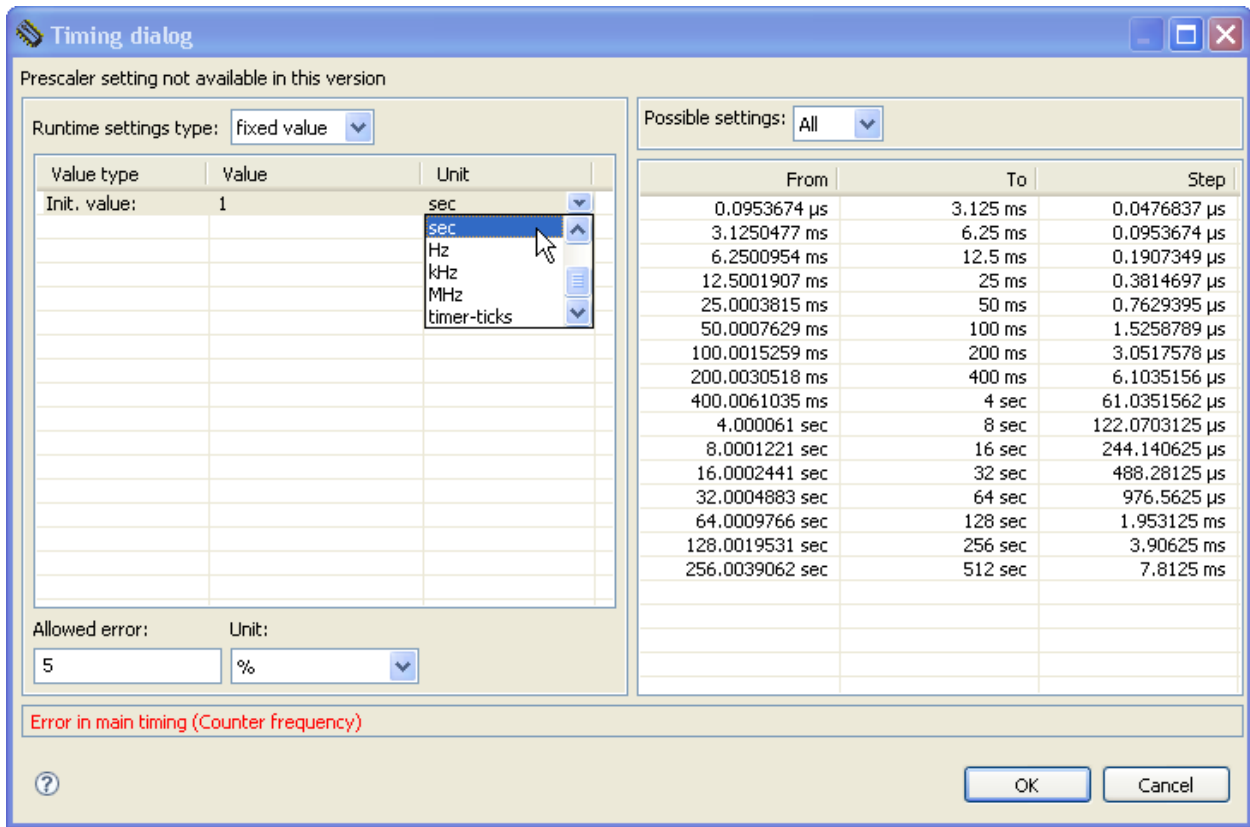 Timing dialog
Prescaler setting not available in this version
Runtime settings type: fixed value
Value type Value Unit
Init. value: 1 sec
sec
Hz
kHz
MHz
timer-ticks
Allowed error: Unit:
5 %
Possible settings: All
From To Step
0.0953674 µs 3.125 ms 0.0476837 µs
3.1250477 ms 6.25 ms 0.0953674 µs
6.2500954 ms 12.5 ms 0.1907349 µs
12.5001907 ms 25 ms 0.3814697 µs
25.0003815 ms 50 ms 0.7629395 µs
50.0007629 ms 100 ms 1.5258789 µs
100.0015259 ms 200 ms 3.0517578 µs
200.0030518 ms 400 ms 6.1035156 µs
400.0061035 ms 4 sec 61.0351562 µs
4.000061 sec 8 sec 122.0703125 µs
8.0001221 sec 16 sec 244.140625 µs
16.0002441 sec 32 sec 488.28125 µs
32.0004883 sec 64 sec 976.5625 µs
64.0009766 sec 128 sec 1.953125 ms
128.0019531 sec 256 sec 3.90625 ms
256.0039062 sec 512 sec 7.8125 ms
Error in main timing (Counter frequency)
? OK Cancel